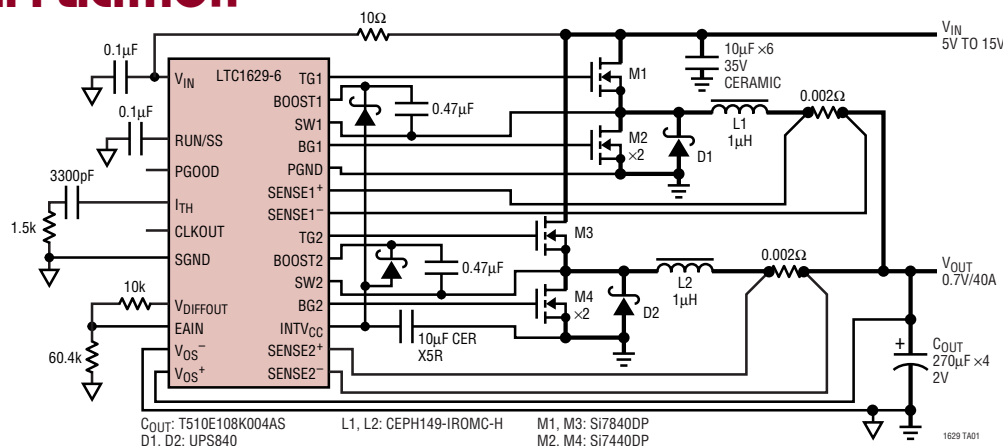 10Ω
VIN
5V TO 15V
0.1µF
VIN
LTC1629-6
TG1
BOOST1
SW1
BG1
PGND
SENSE1+
SENSE1–
TG2
BOOST2
SW2
BG2
INTVCC
SENSE2+
SENSE2–
0.1µF
RUN/SS
PGOOD
3300pF
ITH
1.5k
CLKOUT
SGND
10k
VDIFFOUT
EAIN
60.4k
VOS–
VOS+
0.47µF
M1
10µF ×6
35V
CERAMIC
M2
×2
D1
L1
1µH
0.002Ω
M3
0.47µF
M4
×2
D2
L2
1µH
0.002Ω
10µF CER
X5R
VOUT
0.7V/40A
+
COUT
270µF ×4
2V
COUT: T510E108K004AS
D1, D2: UPS840
L1, L2: CEPH149-IROMC-H
M1, M3: Si7840DP
M2, M4: Si7440DP
1629 TA01